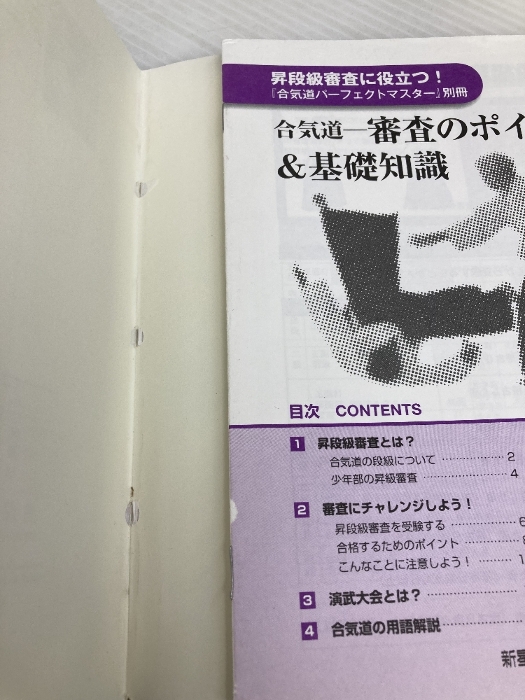 昇段級審査に役立つ！
『合気道パーフェクトマスター』別冊
合気道―審査のポイ
&基礎知識
目次 CONTENTS
1 昇段級審査とは？
合気道の段級について ………………2
少年部の昇級審査 ……………………4
2 審査にチャレンジしよう！
昇段級審査を受験する ……………6
合格するためのポイント ……………
こんなことに注意しよう！ …………1
3 演武大会とは？ ……………………
4 合気道の用語解説 …………………
新星